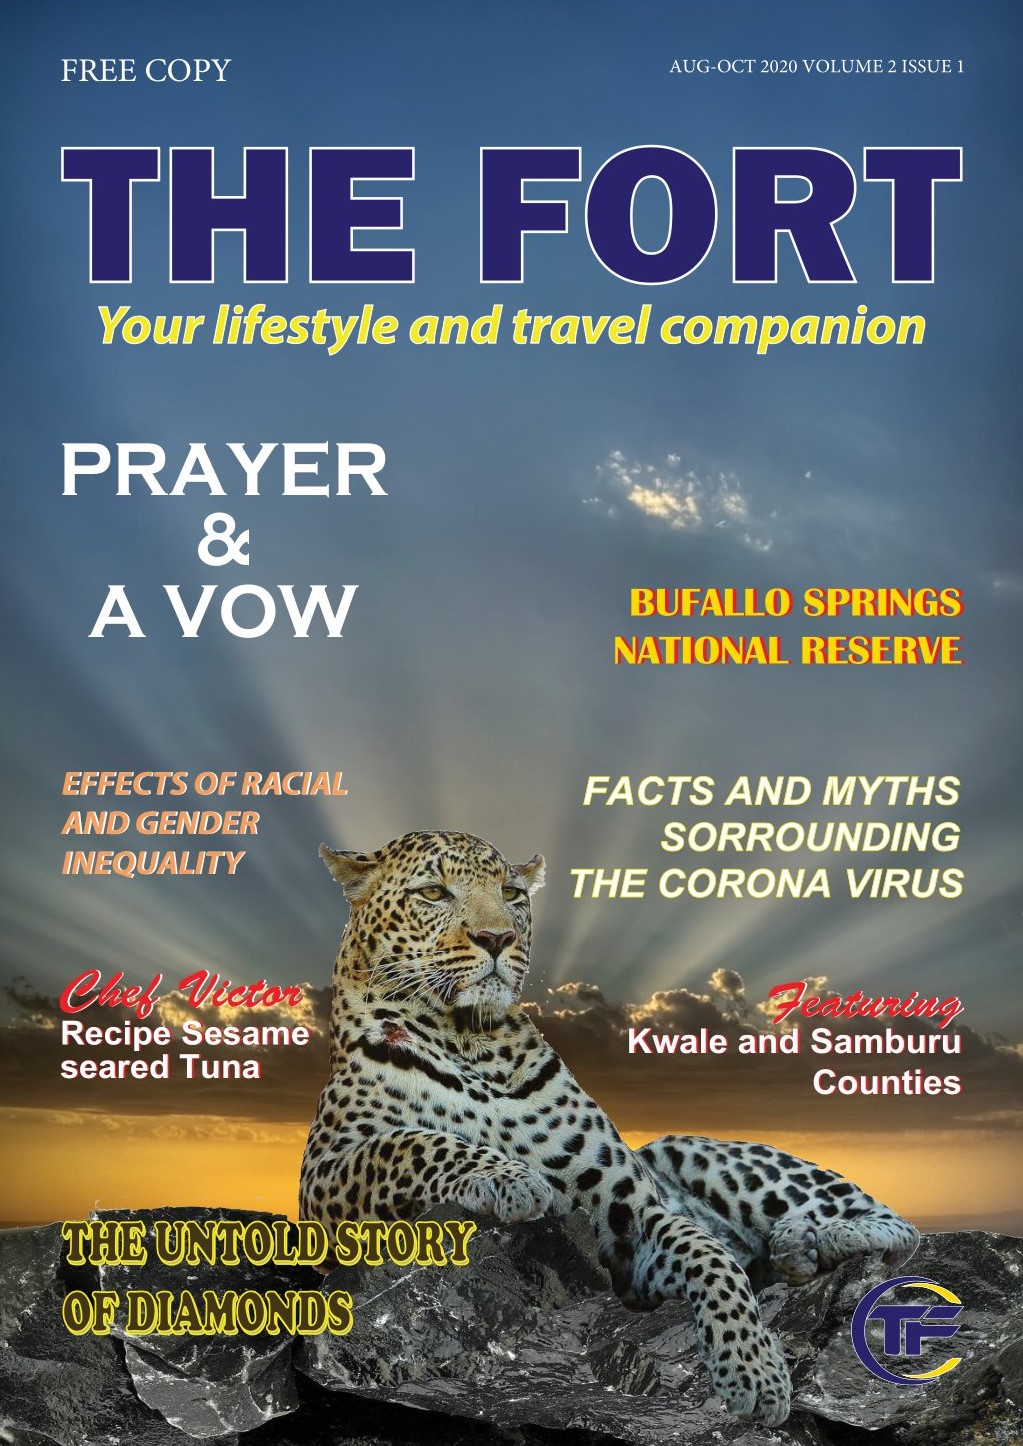 FREE COPY
AUG-OCT 2020 VOLUME 2 ISSUE 1
THE FORT
Your lifestyle and travel companion
PRAYER
&
A VOW
BUFALLO SPRINGS
NATIONAL RESERVE
EFFECTS OF RACIAL
AND GENDER
INEQUALITY
FACTS AND MYTHS
SORROUNDING
THE CORONA VIRUS
Chef Victor
Recipe Sesame
seared Tuna
Featuring
Kwale and Samburu
Counties
THE UNTOLD STORY
OF DIAMONDS
TF